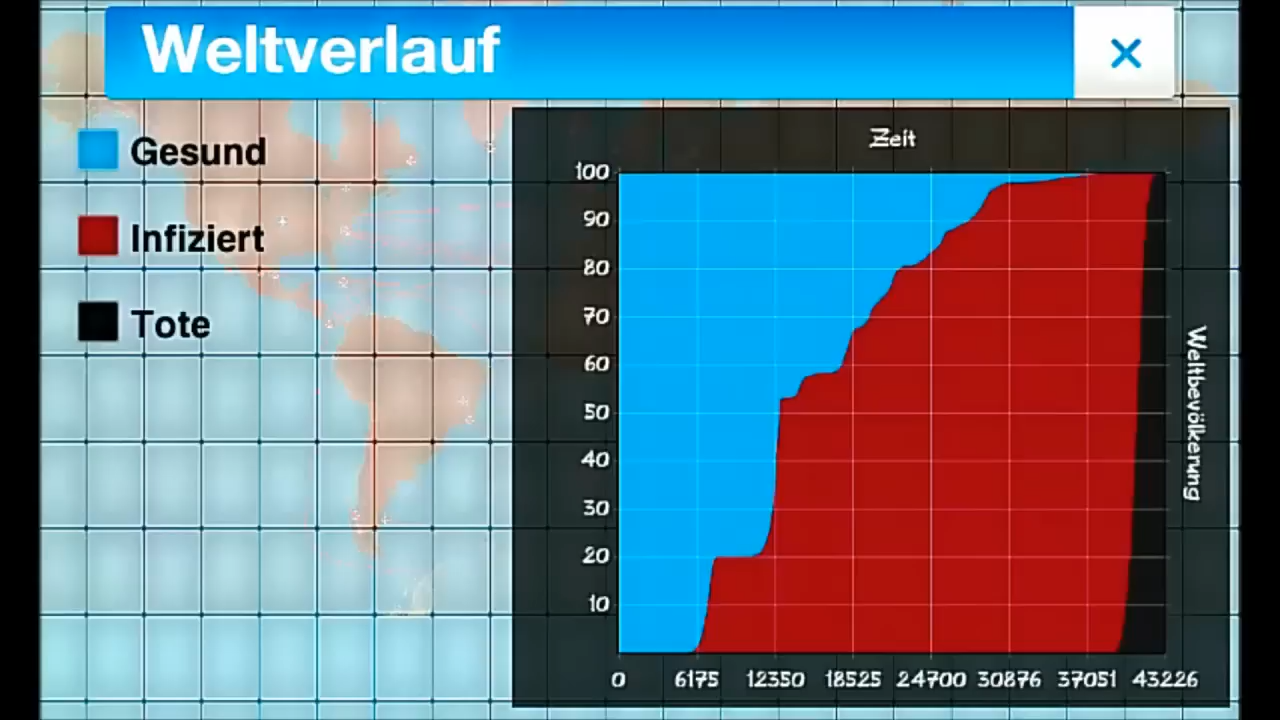 Weltverlauf
×
Gesund
Infiziert
Tote
Zeit
100
90
80
70
60
50
40
30
20
10
0 6175 12350 18525 24700 30876 37051 43226
Weltbevölkerung